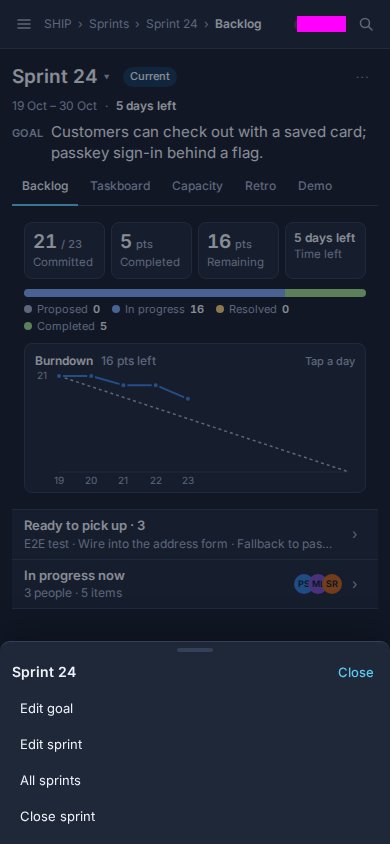 SHIP › Sprints › Sprint 24 › Backlog
Sprint 24 ▾ Current ...
19 Oct – 30 Oct · 5 days left
GOAL Customers can check out with a saved card;
passkey sign-in behind a flag.
Backlog Taskboard Capacity Retro Demo
21 / 23 5 pts 16 pts 5 days left
Committed Completed Remaining Time left
Proposed 0 In progress 16 Resolved 0
Completed 5
Burndown 16 pts left Tap a day
21
19 20 21 22 23
Ready to pick up · 3
E2E test · Wire into the address form · Fallback to pas...
In progress now
3 people · 5 items PS MI SR
Sprint 24 Close
Edit goal
Edit sprint
All sprints
Close sprint